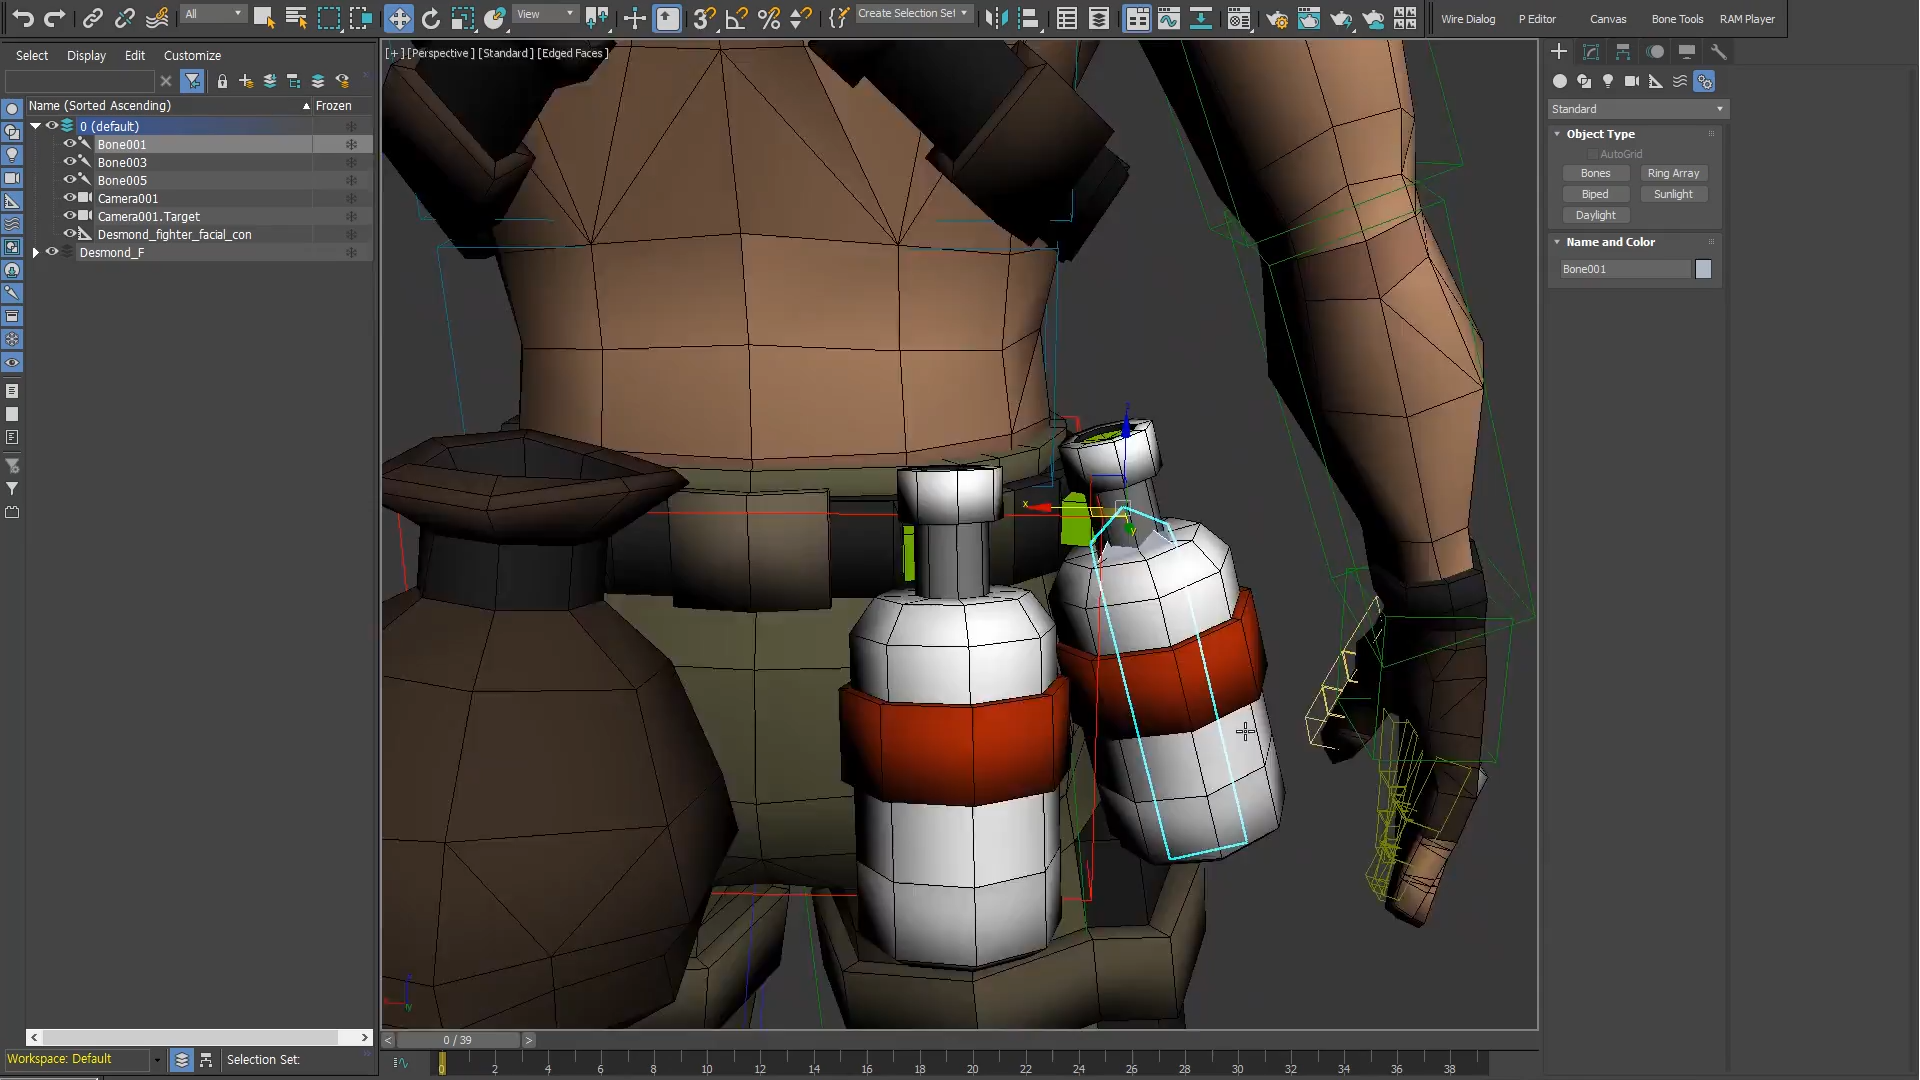 All
View
3
Create Selection Set
Wire Dialog
P Editor
Canvas
Bone Tools
RAM Player
Select
Display
Edit
Customize
[+] [Perspective] [Standard] [Edged Faces]
Name (Sorted Ascending)
Frozen
0 (default)
Bone001
Bone003
Bone005
Camera001
Camera001.Target
Desmond_fighter_facial_con
Desmond_F
Standard
Object Type
AutoGrid
Bones
Ring Array
Biped
Sunlight
Daylight
Name and Color
Bone001
x
y
0 / 39
Workspace: Default
Selection Set:
0 2 4 6 8 10 12 14 16 18 20 22 24 26 28 30 32 34 36 38